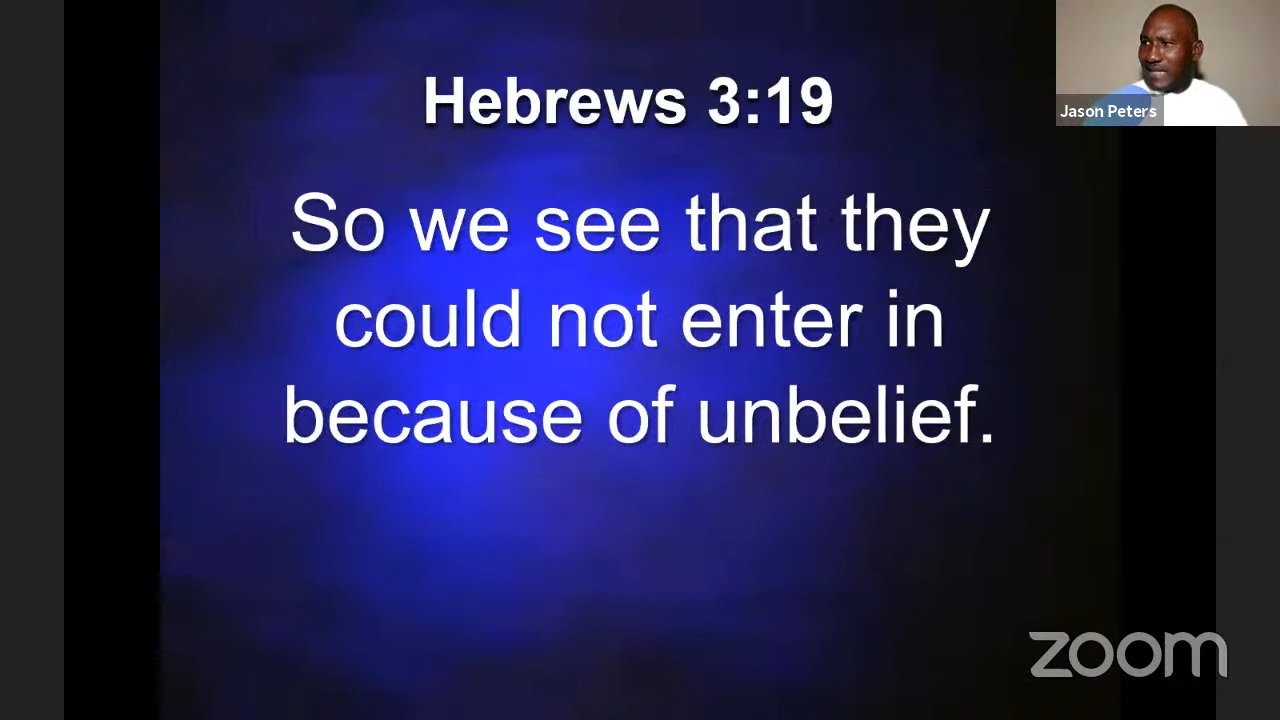 Hebrews 3:19
Jason Peters
So we see that they
could not enter in
because of unbelief.
zoom